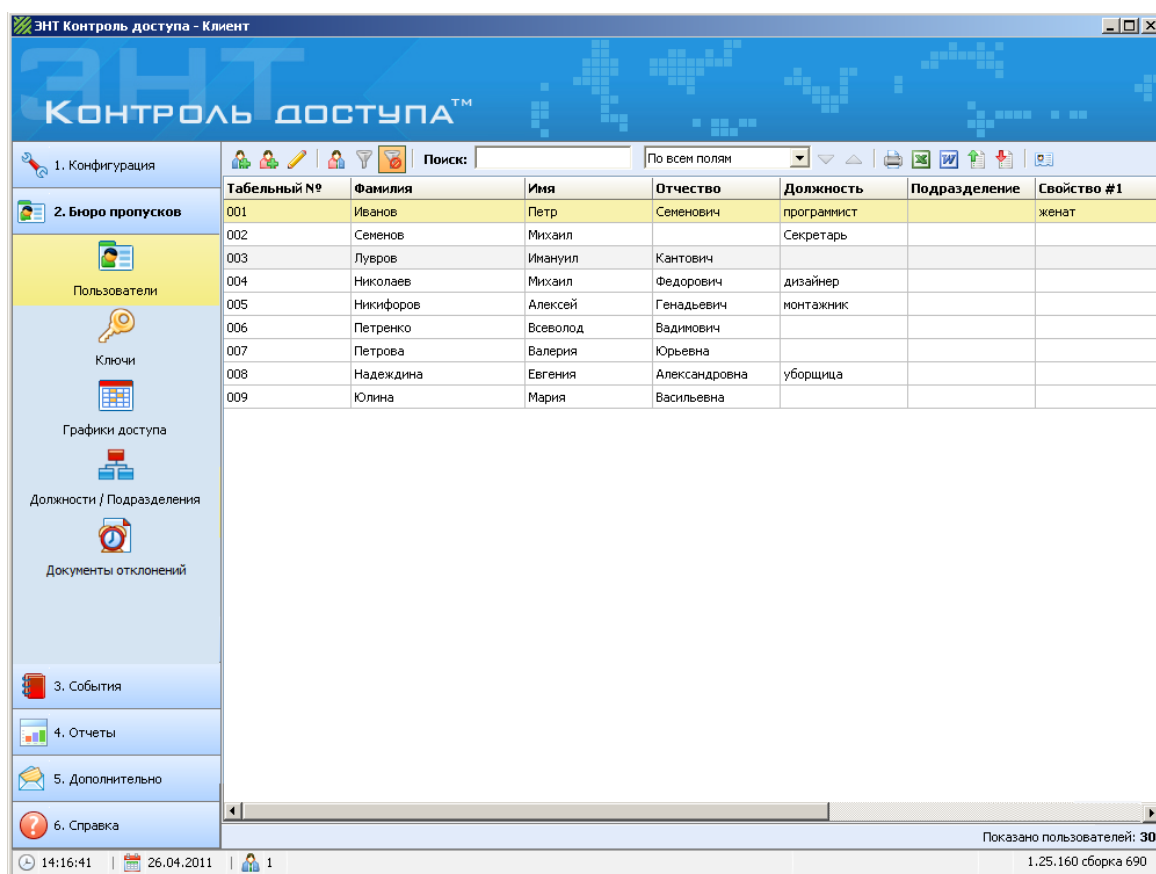 ЭНТ Контроль доступа - Клиент
ЭНТ
Контроль доступа™
1. Конфигурация
Поиск: По всем полям
2. Бюро пропусков
Пользователи
Ключи
Графики доступа
Должности / Подразделения
Документы отклонений
3. События
4. Отчеты
5. Дополнительно
6. Справка
Табельный № Фамилия Имя Отчество Должность Подразделение Свойство #1
001 Иванов Петр Семенович программист женат
002 Семенов Михаил Секретарь
003 Лувров Имануил Кантович
004 Николаев Михаил Федорович дизайнер
005 Никифоров Алексей Генадьевич монтажник
006 Петренко Всеволод Вадимович
007 Петрова Валерия Юрьевна
008 Надеждина Евгения Александровна уборщица
009 Юлина Мария Васильевна
Показано пользователей: 30
14:16:41 | 26.04.2011 | 1 1.25.160 сборка 690